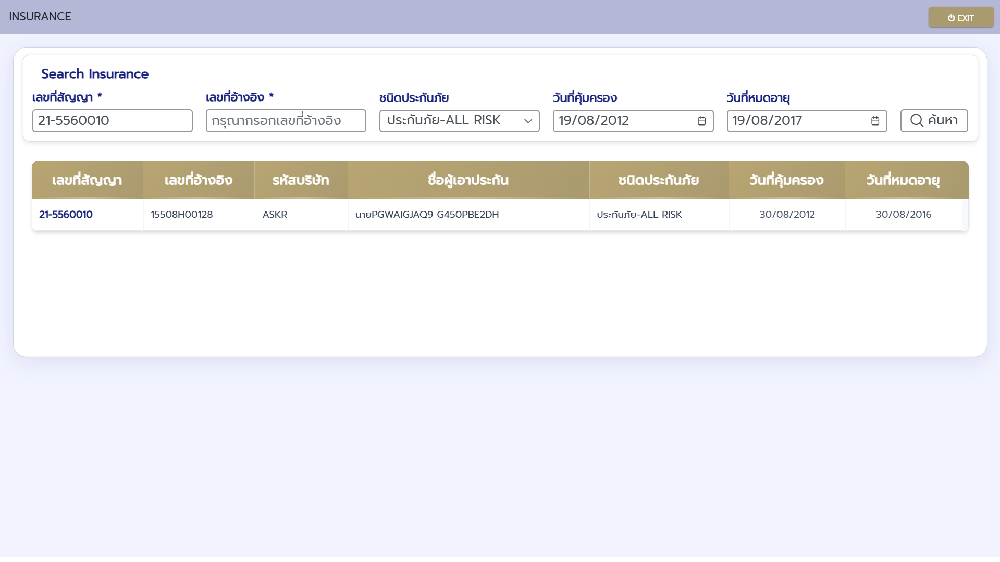 INSURANCE
EXIT
Search Insurance
เลขที่สัญญา * เลขที่อ้างอิง * ชนิดประกันภัย วันที่คุ้มครอง วันที่หมดอายุ
21-5560010 กรุณากรอกเลขที่อ้างอิง ประกันภัย-ALL RISK 19/08/2012 19/08/2017 ค้นหา
เลขที่สัญญา เลขที่อ้างอิง รหัสบริษัท ชื่อผู้เอาประกัน ชนิดประกันภัย วันที่คุ้มครอง วันที่หมดอายุ
21-5560010 15508H00128 ASKR นายPGWAIGJAQ9 G450PBE2DH ประกันภัย-ALL RISK 30/08/2012 30/08/2016